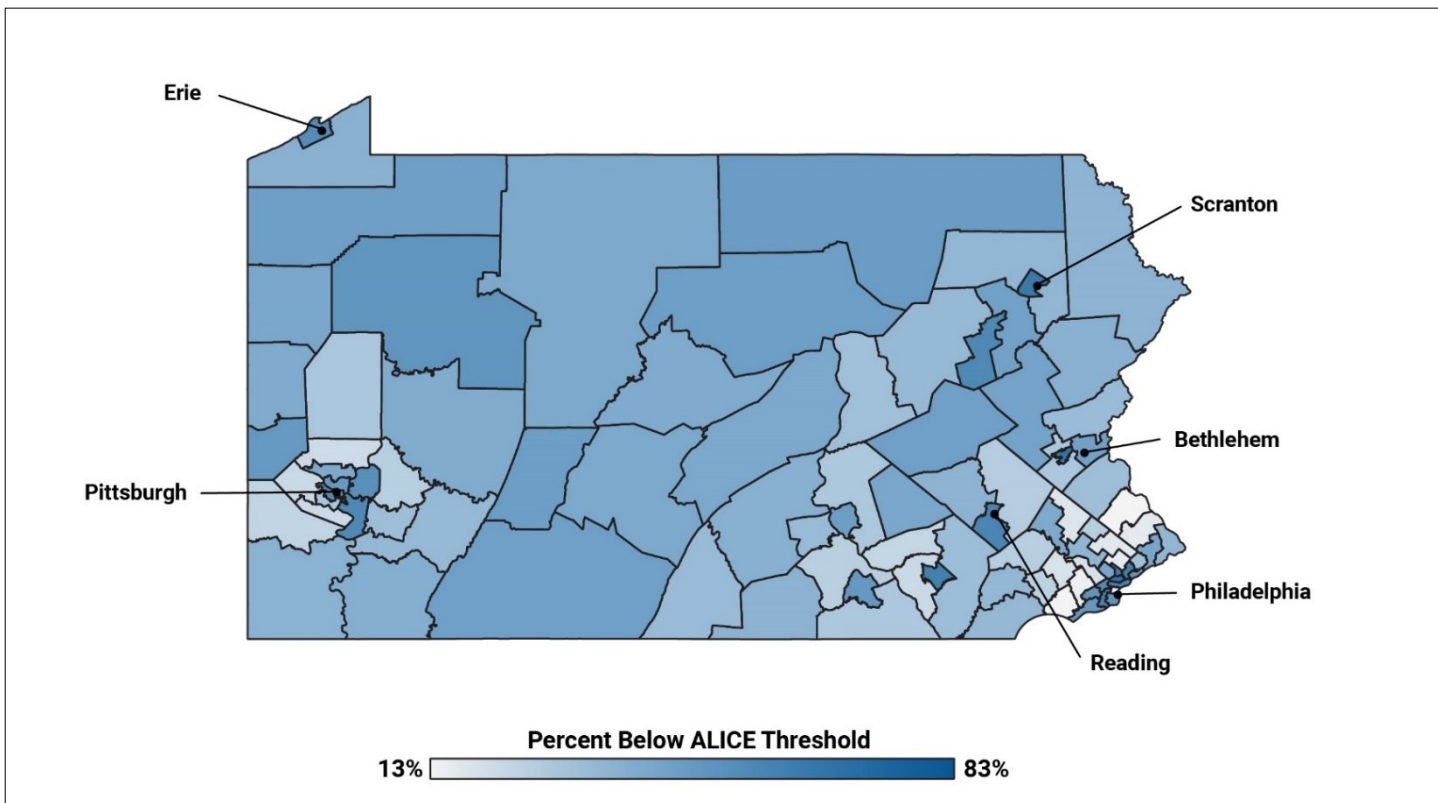 Erie
Scranton
Bethlehem
Pittsburgh
Philadelphia
Reading
Percent Below ALICE Threshold
13% 83%